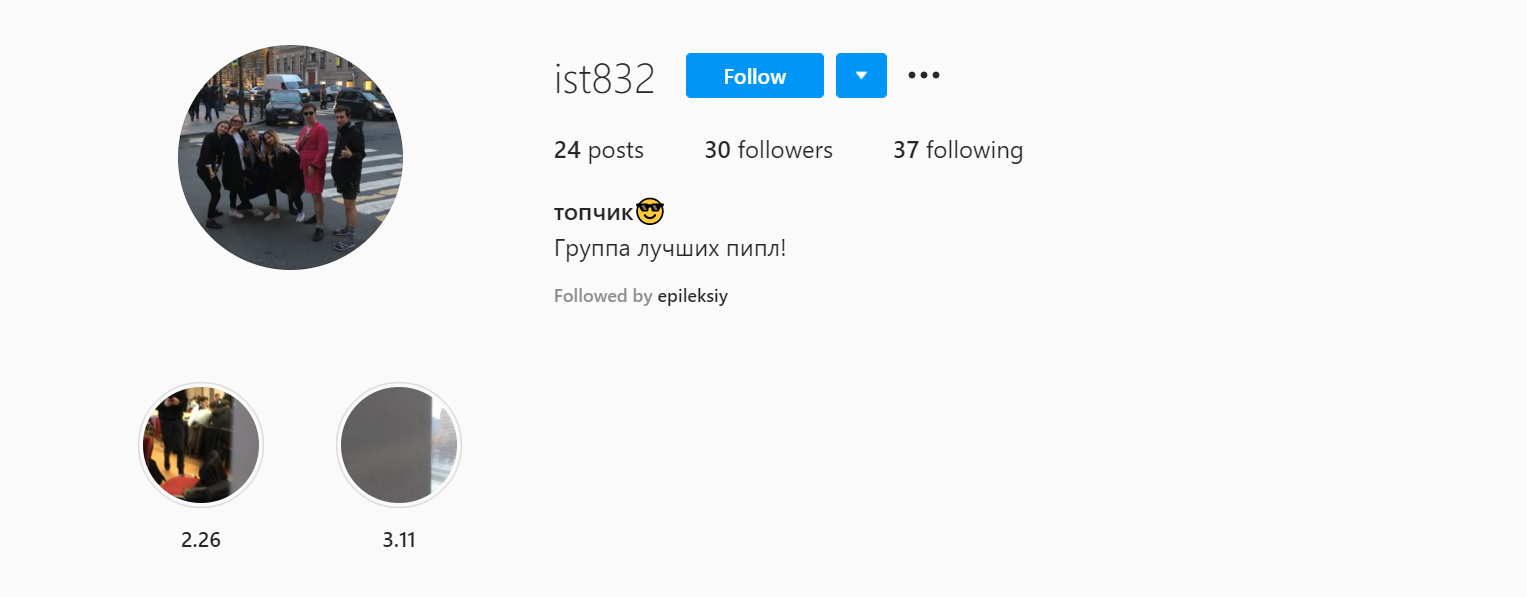 ist832 Follow
24 posts 30 followers 37 following
топчик😎
Группа лучших пипл!
Followed by epileksiy
2.26 3.11